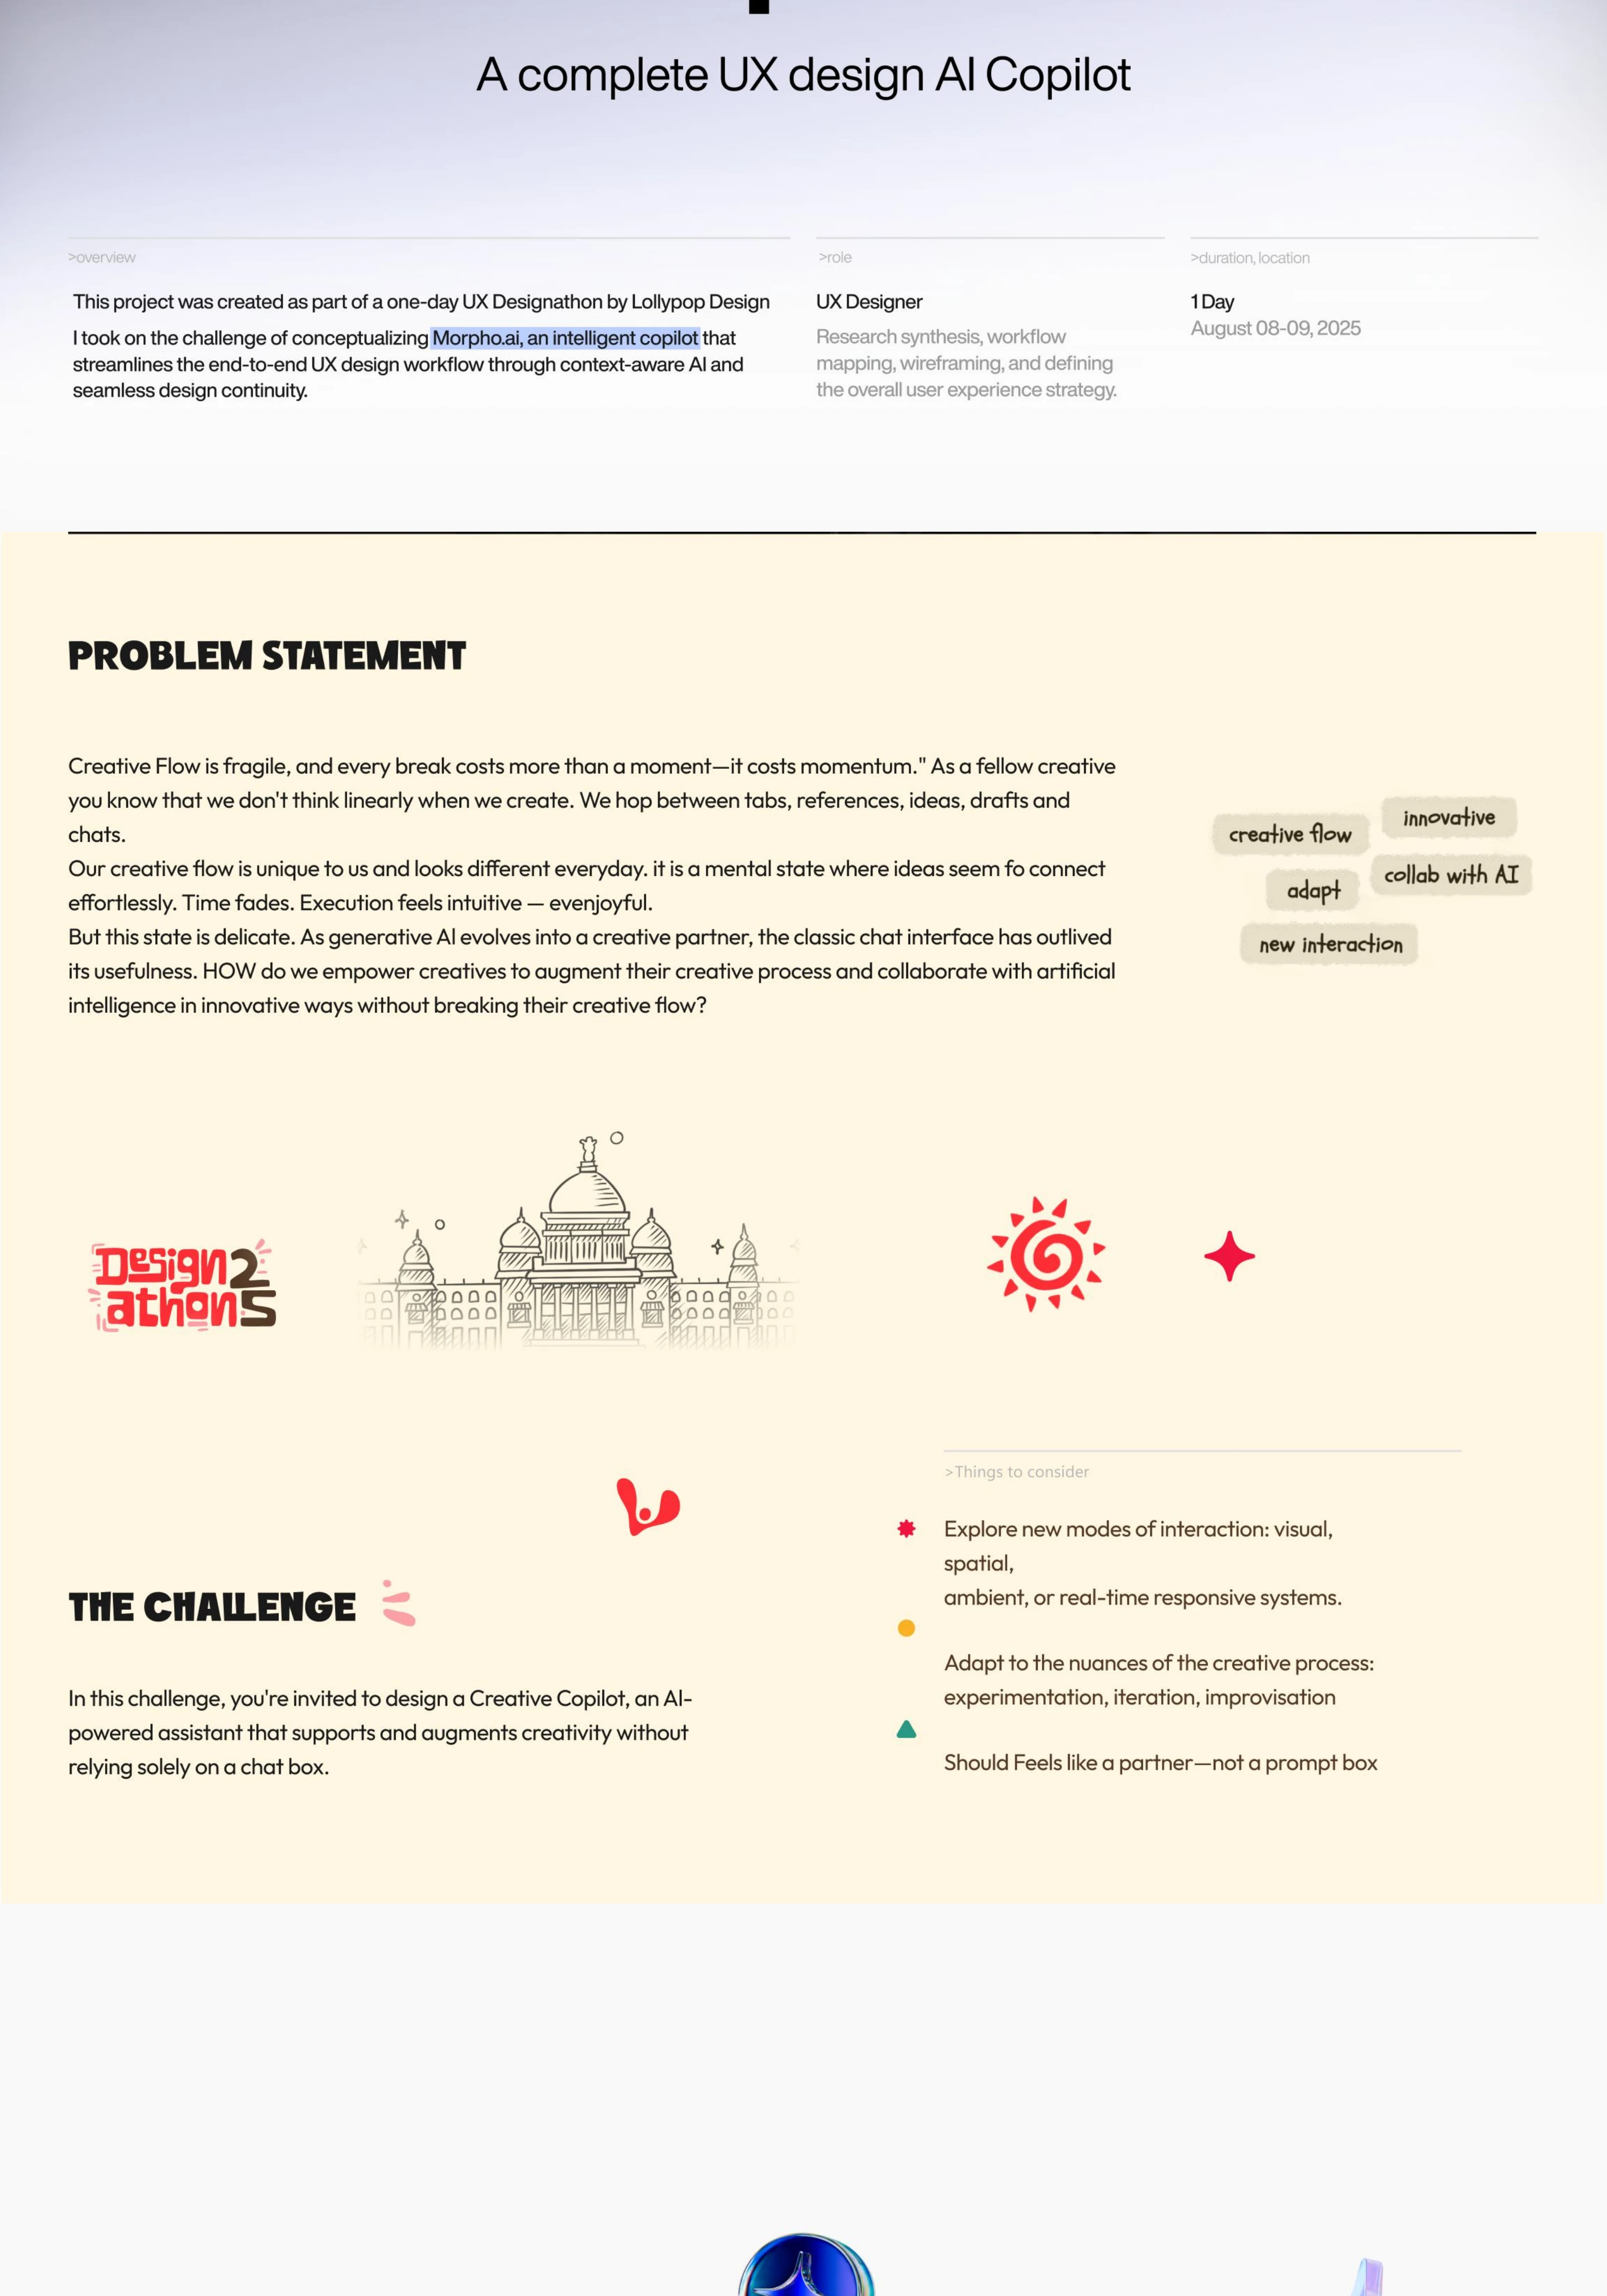 A complete UX design AI Copilot
>overview
This project was created as part of a one-day UX Designathon by Lollypop Design
I took on the challenge of conceptualizing Morpho.ai, an intelligent copilot that
streamlines the end-to-end UX design workflow through context-aware AI and
seamless design continuity.
>role
UX Designer
Research synthesis, workflow
mapping, wireframing, and defining
the overall user experience strategy.
>duration, location
1 Day
August 08-09, 2025
PROBLEM STATEMENT
Creative Flow is fragile, and every break costs more than a moment—it costs momentum." As a fellow creative
you know that we don't think linearly when we create. We hop between tabs, references, ideas, drafts and
chats.
Our creative flow is unique to us and looks different everyday. it is a mental state where ideas seem fo connect
effortlessly. Time fades. Execution feels intuitive — evenjoyful.
But this state is delicate. As generative AI evolves into a creative partner, the classic chat interface has outlived
its usefulness. HOW do we empower creatives to augment their creative process and collaborate with artificial
intelligence in innovative ways without breaking their creative flow?
creative flow
innovative
adapt
collab with AI
new interaction
Design 2
athon 5
THE CHALLENGE
In this challenge, you're invited to design a Creative Copilot, an AI-
powered assistant that supports and augments creativity without
relying solely on a chat box.
>Things to consider
Explore new modes of interaction: visual,
spatial,
ambient, or real-time responsive systems.
Adapt to the nuances of the creative process:
experimentation, iteration, improvisation
Should Feels like a partner—not a prompt box